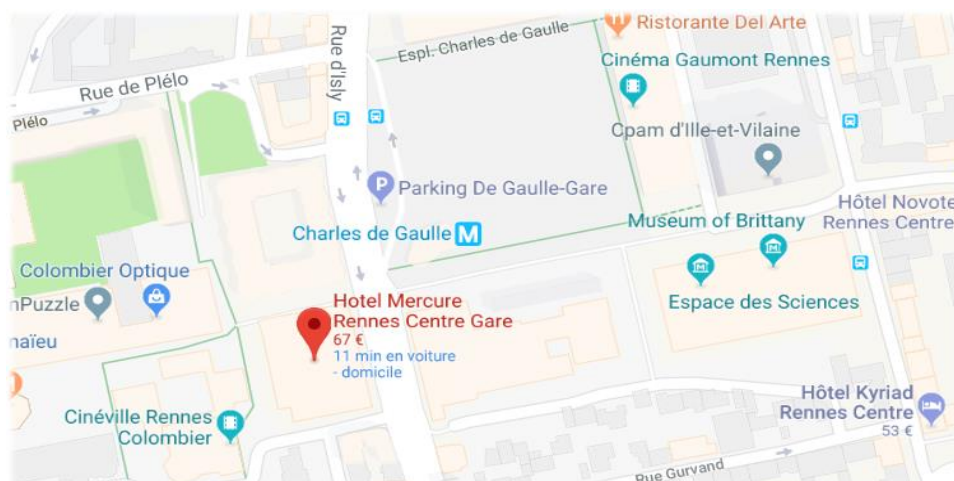 Ristorante Del Arte
Espl. Charles de Gaulle
Cinéma Gaumont Rennes
Rue d'Isly
Rue de Plélo
Plélo
Cpam d'Ille-et-Vilaine
P
Parking De Gaulle-Gare
Hôtel Novote
Rennes Centre
Museum of Brittany
Charles de Gaulle M
Colombier Optique
Espace des Sciences
nPuzzle
Hotel Mercure
Rennes Centre Gare
67 €
11 min en voiture
- domicile
naïeu
Hôtel Kyriad
Rennes Centre
53 €
Cinéville Rennes
Colombier
Rue Gurvand